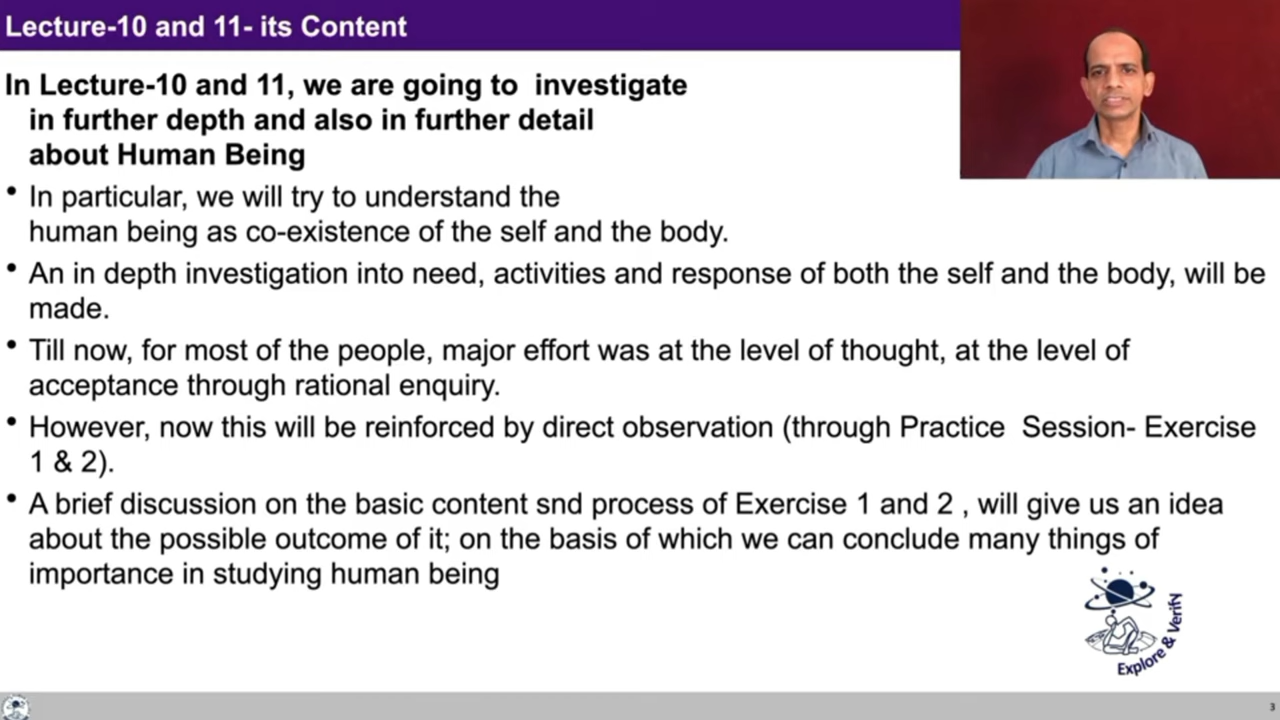 Lecture-10 and 11- its Content
In Lecture-10 and 11, we are going to investigate
in further depth and also in further detail
about Human Being
• In particular, we will try to understand the
human being as co-existence of the self and the body.
• An in depth investigation into need, activities and response of both the self and the body, will be
made.
• Till now, for most of the people, major effort was at the level of thought, at the level of
acceptance through rational enquiry.
• However, now this will be reinforced by direct observation (through Practice Session- Exercise
1 & 2).
• A brief discussion on the basic content snd process of Exercise 1 and 2 , will give us an idea
about the possible outcome of it; on the basis of which we can conclude many things of
importance in studying human being
Explore & Verify
3